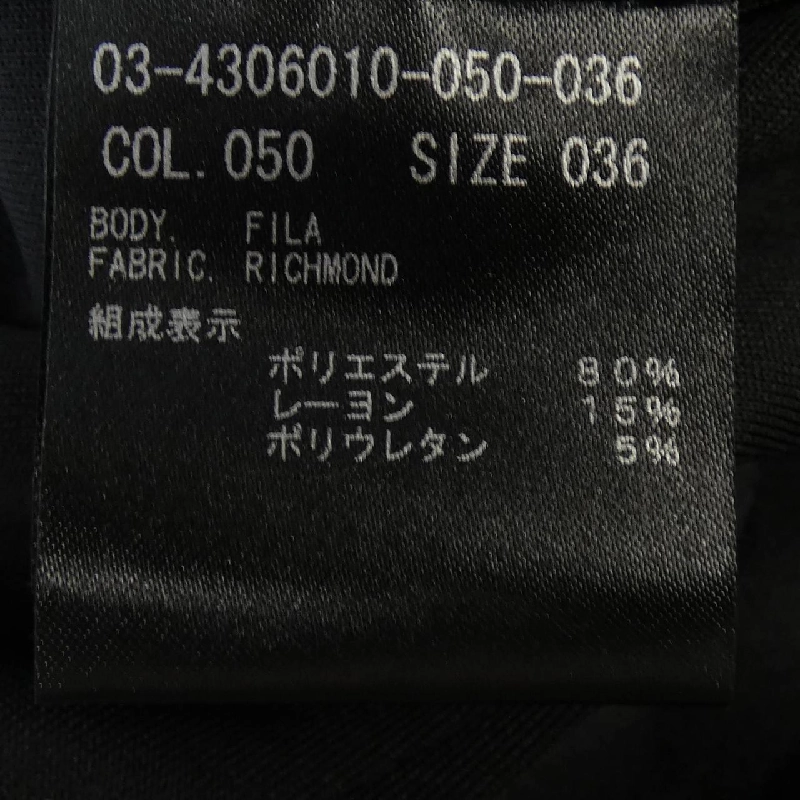 03-4306010-050-036
COL. 050 SIZE 036
BODY. FILA
FABRIC. RICHMOND
組成表示
ポリエステル 80%
レーヨン 15%
ポリウレタン 5%